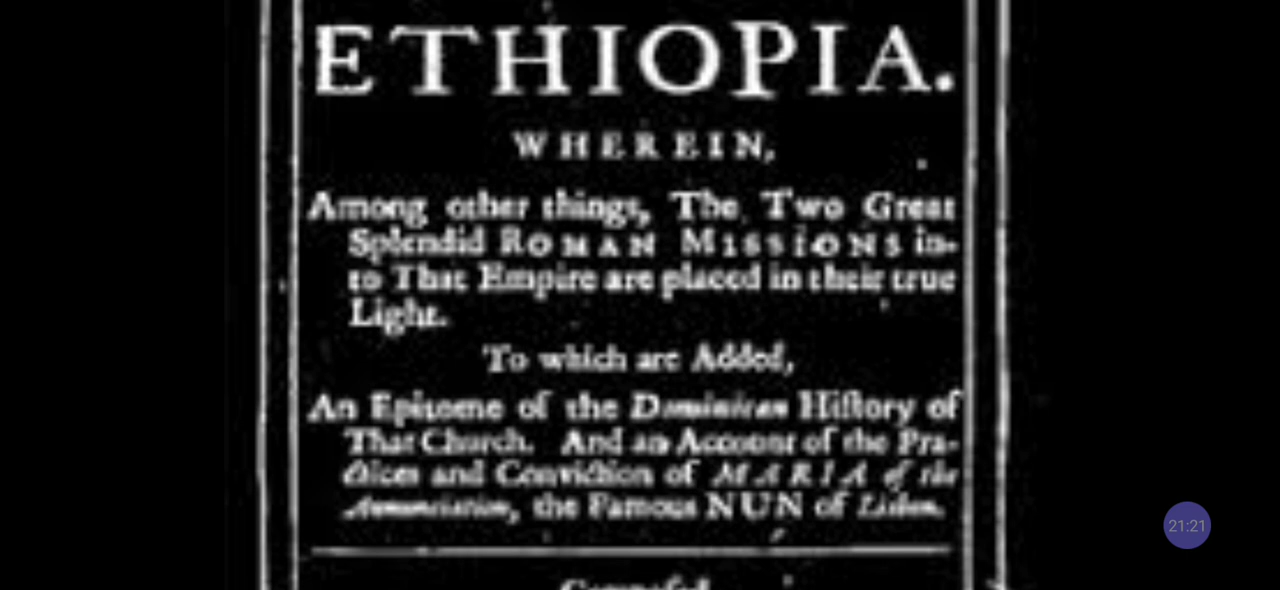 ETHIOPIA.
WHEREIN,
Among other things, The Two Great
Splendid ROMAN MISSIONS in-
to That Empire are placed in their true
Light.
To which are Added,
An Epitome of the Dominican Hiſtory of
That Church. And an Account of the Pra-
ctices and Conviction of MARIA of the
Annunciation, the Famous NUN of Lisbon.
Compoſed
21:21